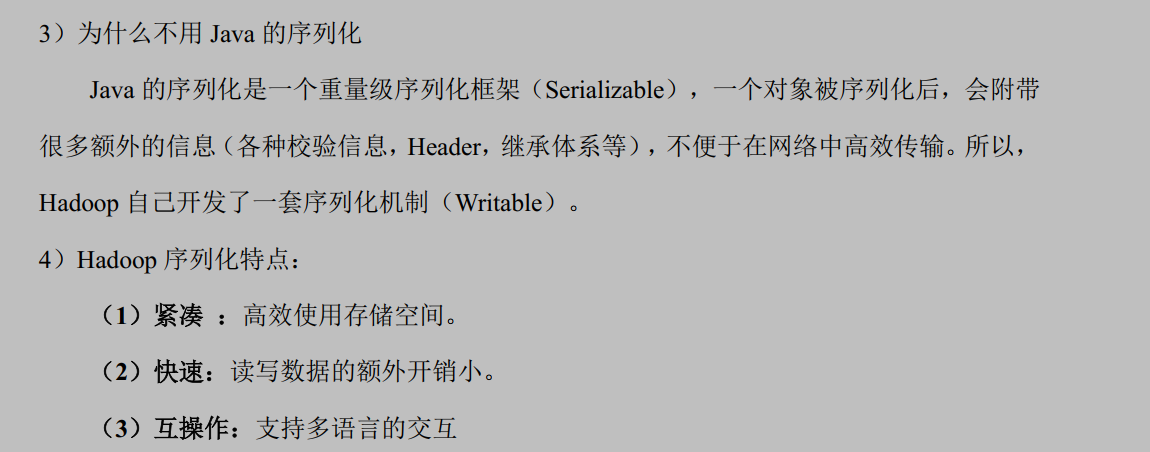 3）为什么不用 Java 的序列化
Java 的序列化是一个重量级序列化框架（Serializable），一个对象被序列化后，会附带
很多额外的信息（各种校验信息，Header，继承体系等），不便于在网络中高效传输。所以，
Hadoop 自己开发了一套序列化机制（Writable）。
4）Hadoop 序列化特点：
（1）紧凑 ：高效使用存储空间。
（2）快速：读写数据的额外开销小。
（3）互操作：支持多语言的交互